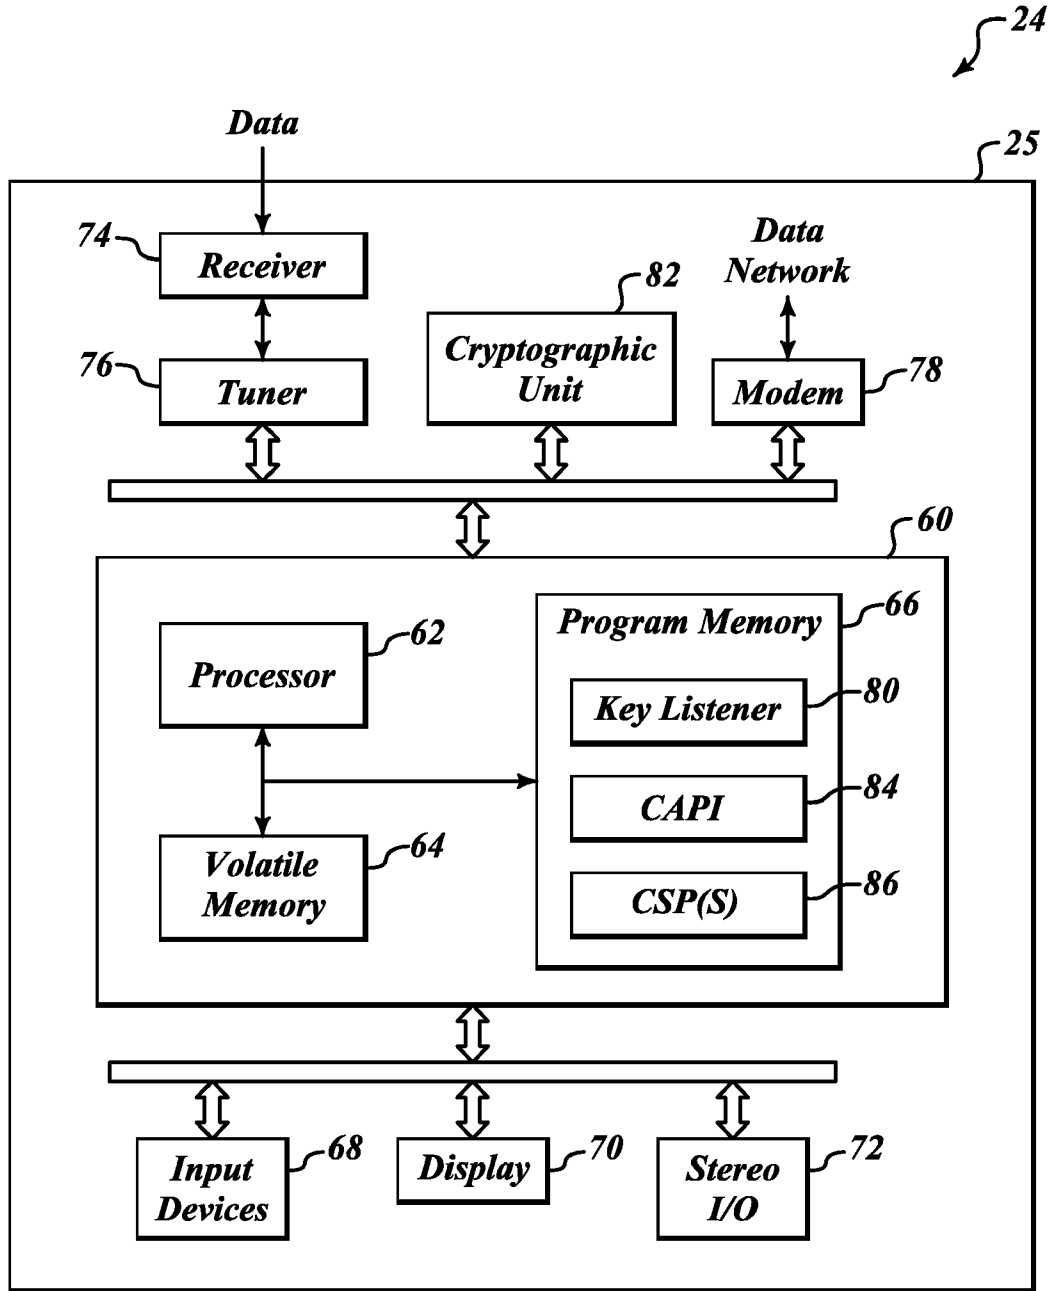 24
Data
25
74
Receiver
Data
Network
82
76
Tuner
Cryptographic
Unit
Modem
78
60
Processor
62
Program Memory
66
Key Listener
80
CAPI
84
Volatile
Memory
64
CSP(S)
86
Input
Devices
68
Display
70
Stereo
I/O
72